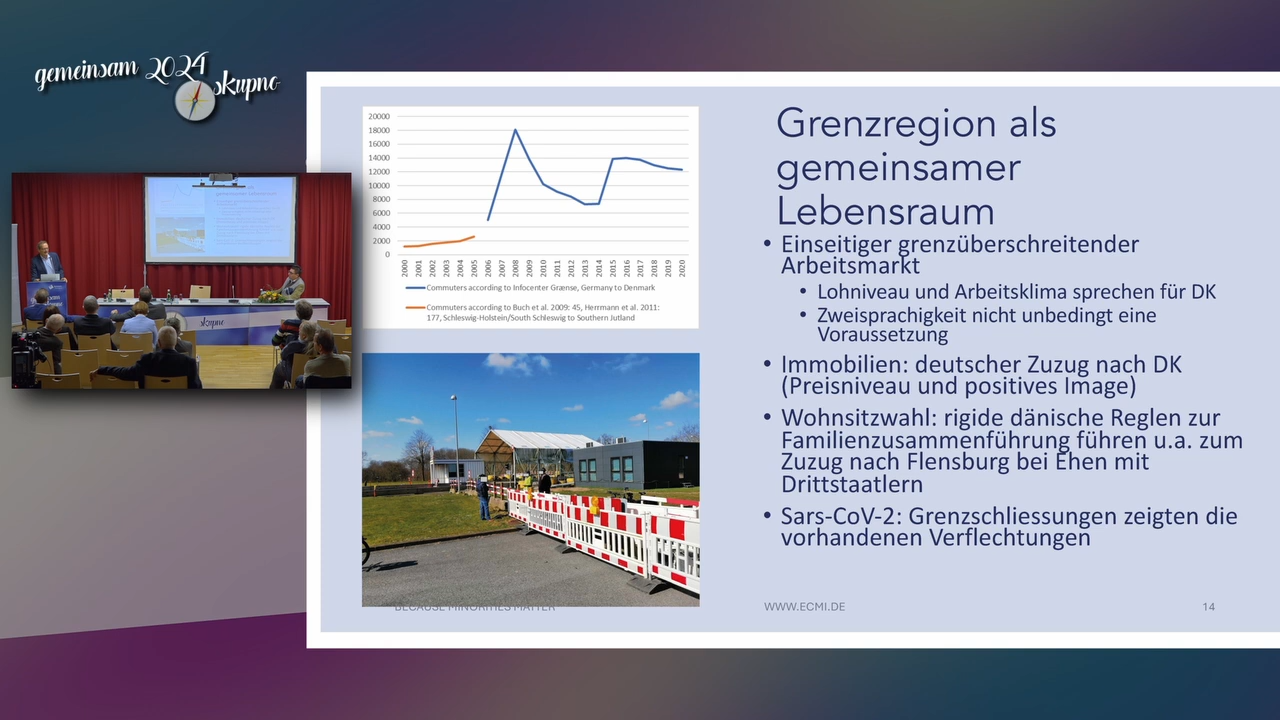 gemeinsam 2024
skupno
20000
18000
16000
14000
12000
10000
8000
6000
4000
2000
0
2000
2001
2002
2003
2004
2005
2006
2007
2008
2009
2010
2011
2012
2013
2014
2015
2016
2017
2018
2019
2020
Commuters according to Infocenter Grænse, Germany to Denmark
Commuters according to Buch et al. 2009: 45, Herrmann et al. 2011:
177, Schleswig-Holstein/South Schleswig to Southern Jutland
Grenzregion als
gemeinsamer
Lebensraum
• Einseitiger grenzüberschreitender
Arbeitsmarkt
• Lohniveau und Arbeitsklima sprechen für DK
• Zweisprachigkeit nicht unbedingt eine
Voraussetzung
• Immobilien: deutscher Zuzug nach DK
(Preisniveau und positives Image)
• Wohnsitzwahl: rigide dänische Reglen zur
Familienzusammenführung führen u.a. zum
Zuzug nach Flensburg bei Ehen mit
Drittstaatlern
• Sars-CoV-2: Grenzschliessungen zeigten die
vorhandenen Verflechtungen
BECAUSE MINORITIES MATTER
WWW.ECMI.DE
14
skupno